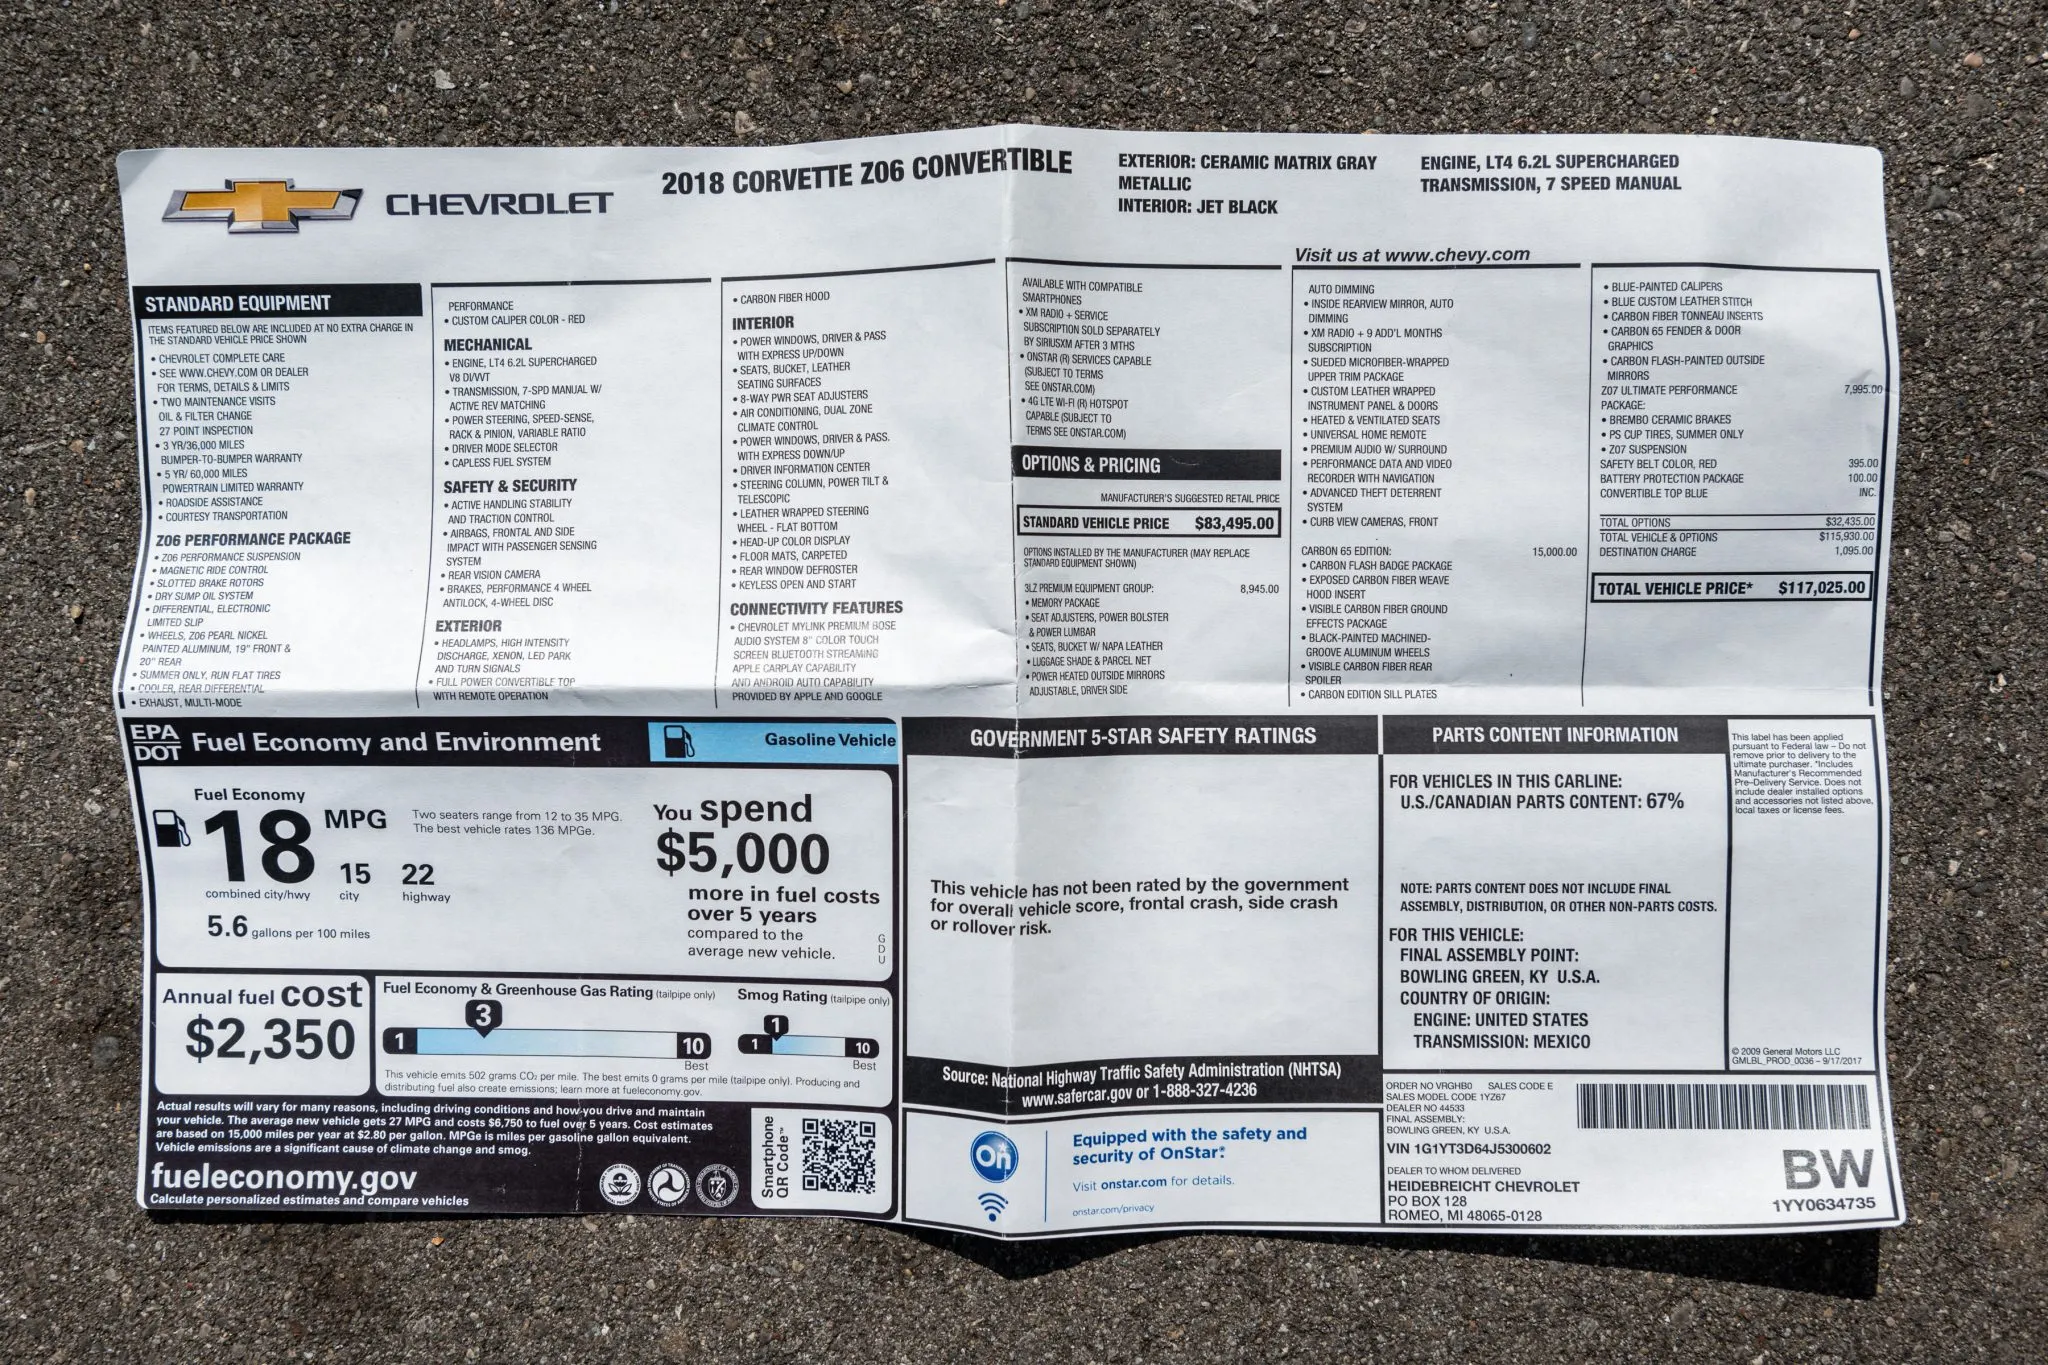 CHEVROLET
2018 CORVETTE Z06 CONVERTIBLE
EXTERIOR: CERAMIC MATRIX GRAY
METALLIC
INTERIOR: JET BLACK
ENGINE, LT4 6.2L SUPERCHARGED
TRANSMISSION, 7 SPEED MANUAL
Visit us at www.chevy.com
STANDARD EQUIPMENT
ITEMS FEATURED BELOW ARE INCLUDED AT NO EXTRA CHARGE IN
THE STANDARD VEHICLE PRICE SHOWN
• CHEVROLET COMPLETE CARE
• SEE WWW.CHEVY.COM OR DEALER
FOR TERMS, DETAILS & LIMITS
• TWO MAINTENANCE VISITS
OIL & FILTER CHANGE
27 POINT INSPECTION
• 3 YR/36,000 MILES
BUMPER-TO-BUMPER WARRANTY
• 5 YR/ 60,000 MILES
POWERTRAIN LIMITED WARRANTY
• ROADSIDE ASSISTANCE
• COURTESY TRANSPORTATION
Z06 PERFORMANCE PACKAGE
• Z06 PERFORMANCE SUSPENSION
• MAGNETIC RIDE CONTROL
• SLOTTED BRAKE ROTORS
• DRY SUMP OIL SYSTEM
• DIFFERENTIAL, ELECTRONIC
LIMITED SLIP
• WHEELS, Z06 PEARL NICKEL
PAINTED ALUMINUM, 19" FRONT &
20" REAR
• SUMMER ONLY, RUN FLAT TIRES
• COOLER, REAR DIFFERENTIAL
• EXHAUST, MULTI-MODE
PERFORMANCE
• CUSTOM CALIPER COLOR - RED
MECHANICAL
• ENGINE, LT4 6.2L SUPERCHARGED
V8 DI/VVT
• TRANSMISSION, 7-SPD MANUAL W/
ACTIVE REV MATCHING
• POWER STEERING, SPEED-SENSE,
RACK & PINION, VARIABLE RATIO
• DRIVER MODE SELECTOR
• CAPLESS FUEL SYSTEM
SAFETY & SECURITY
• ACTIVE HANDLING STABILITY
AND TRACTION CONTROL
• AIRBAGS, FRONTAL AND SIDE
IMPACT WITH PASSENGER SENSING
SYSTEM
• REAR VISION CAMERA
• BRAKES, PERFORMANCE 4 WHEEL
ANTILOCK, 4-WHEEL DISC
EXTERIOR
• HEADLAMPS, HIGH INTENSITY
DISCHARGE, XENON, LED PARK
AND TURN SIGNALS
• FULL POWER CONVERTIBLE TOP
WITH REMOTE OPERATION
• CARBON FIBER HOOD
INTERIOR
• POWER WINDOWS, DRIVER & PASS
WITH EXPRESS UP/DOWN
• SEATS, BUCKET, LEATHER
SEATING SURFACES
• 8-WAY PWR SEAT ADJUSTERS
• AIR CONDITIONING, DUAL ZONE
CLIMATE CONTROL
• POWER WINDOWS, DRIVER & PASS.
WITH EXPRESS DOWN/UP
• DRIVER INFORMATION CENTER
• STEERING COLUMN, POWER TILT &
TELESCOPIC
• LEATHER WRAPPED STEERING
WHEEL - FLAT BOTTOM
• HEAD-UP COLOR DISPLAY
• FLOOR MATS, CARPETED
• REAR WINDOW DEFROSTER
• KEYLESS OPEN AND START
CONNECTIVITY FEATURES
• CHEVROLET MYLINK PREMIUM BOSE
AUDIO SYSTEM 8" COLOR TOUCH
SCREEN BLUETOOTH STREAMING
APPLE CARPLAY CAPABILITY
AND ANDROID AUTO CAPABILITY
PROVIDED BY APPLE AND GOOGLE
AVAILABLE WITH COMPATIBLE
SMARTPHONES
• XM RADIO + SERVICE
SUBSCRIPTION SOLD SEPARATELY
BY SIRIUSXM AFTER 3 MTHS
• ONSTAR (R) SERVICES CAPABLE
(SUBJECT TO TERMS
SEE ONSTAR.COM)
• 4G LTE WI-FI (R) HOTSPOT
CAPABLE (SUBJECT TO
TERMS SEE ONSTAR.COM)
OPTIONS & PRICING
MANUFACTURER'S SUGGESTED RETAIL PRICE
STANDARD VEHICLE PRICE $83,495.00
OPTIONS INSTALLED BY THE MANUFACTURER (MAY REPLACE
STANDARD EQUIPMENT SHOWN)
3LZ PREMIUM EQUIPMENT GROUP: 8,945.00
• MEMORY PACKAGE
• SEAT ADJUSTERS, POWER BOLSTER
& POWER LUMBAR
• SEATS, BUCKET W/ NAPA LEATHER
• LUGGAGE SHADE & PARCEL NET
• POWER HEATED OUTSIDE MIRRORS
ADJUSTABLE, DRIVER SIDE
AUTO DIMMING
• INSIDE REARVIEW MIRROR, AUTO
DIMMING
• XM RADIO + 9 ADD'L MONTHS
SUBSCRIPTION
• SUEDED MICROFIBER-WRAPPED
UPPER TRIM PACKAGE
• CUSTOM LEATHER WRAPPED
INSTRUMENT PANEL & DOORS
• HEATED & VENTILATED SEATS
• UNIVERSAL HOME REMOTE
• PREMIUM AUDIO W/ SURROUND
• PERFORMANCE DATA AND VIDEO
RECORDER WITH NAVIGATION
• ADVANCED THEFT DETERRENT
SYSTEM
• CURB VIEW CAMERAS, FRONT
CARBON 65 EDITION: 15,000.00
• CARBON FLASH BADGE PACKAGE
• EXPOSED CARBON FIBER WEAVE
HOOD INSERT
• VISIBLE CARBON FIBER GROUND
EFFECTS PACKAGE
• BLACK-PAINTED MACHINED-
GROOVE ALUMINUM WHEELS
• VISIBLE CARBON FIBER REAR
SPOILER
• CARBON EDITION SILL PLATES
• BLUE-PAINTED CALIPERS
• BLUE CUSTOM LEATHER STITCH
• CARBON FIBER TONNEAU INSERTS
• CARBON 65 FENDER & DOOR
GRAPHICS
• CARBON FLASH-PAINTED OUTSIDE
MIRRORS
Z07 ULTIMATE PERFORMANCE 7,995.00
PACKAGE:
• BREMBO CERAMIC BRAKES
• PS CUP TIRES, SUMMER ONLY
• Z07 SUSPENSION
SAFETY BELT COLOR, RED 395.00
BATTERY PROTECTION PACKAGE 100.00
CONVERTIBLE TOP BLUE INC.
TOTAL OPTIONS $32,435.00
TOTAL VEHICLE & OPTIONS $115,930.00
DESTINATION CHARGE 1,095.00
TOTAL VEHICLE PRICE* $117,025.00
EPA
DOT
Fuel Economy and Environment
Gasoline Vehicle
Fuel Economy
18 MPG
combined city/hwy
15
city
22
highway
5.6 gallons per 100 miles
Two seaters range from 12 to 35 MPG.
The best vehicle rates 136 MPGe.
You spend
$5,000
more in fuel costs
over 5 years
compared to the
average new vehicle.
G
D
U
Annual fuel cost
$2,350
Fuel Economy & Greenhouse Gas Rating (tailpipe only)
3
1
10
Best
Smog Rating (tailpipe only)
1
1
10
Best
This vehicle emits 502 grams CO₂ per mile. The best emits 0 grams per mile (tailpipe only). Producing and
distributing fuel also create emissions; learn more at fueleconomy.gov.
Actual results will vary for many reasons, including driving conditions and how you drive and maintain
your vehicle. The average new vehicle gets 27 MPG and costs $6,750 to fuel over 5 years. Cost estimates
are based on 15,000 miles per year at $2.80 per gallon. MPGe is miles per gasoline gallon equivalent.
Vehicle emissions are a significant cause of climate change and smog.
fueleconomy.gov
Calculate personalized estimates and compare vehicles
Smartphone
QR Code™
GOVERNMENT 5-STAR SAFETY RATINGS
This vehicle has not been rated by the government
for overall vehicle score, frontal crash, side crash
or rollover risk.
Source: National Highway Traffic Safety Administration (NHTSA)
www.safercar.gov or 1-888-327-4236
On
Equipped with the safety and
security of OnStar®.
Visit onstar.com for details.
onstar.com/privacy
PARTS CONTENT INFORMATION
FOR VEHICLES IN THIS CARLINE:
U.S./CANADIAN PARTS CONTENT: 67%
NOTE: PARTS CONTENT DOES NOT INCLUDE FINAL
ASSEMBLY, DISTRIBUTION, OR OTHER NON-PARTS COSTS.
FOR THIS VEHICLE:
FINAL ASSEMBLY POINT:
BOWLING GREEN, KY U.S.A.
COUNTRY OF ORIGIN:
ENGINE: UNITED STATES
TRANSMISSION: MEXICO
This label has been applied
pursuant to Federal law – Do not
remove prior to delivery to the
ultimate purchaser. *Includes
Manufacturer's Recommended
Pre-Delivery Service. Does not
include dealer installed options
and accessories not listed above,
local taxes or license fees.
© 2009 General Motors LLC
GMLBL_PROD_0036 – 9/17/2017
ORDER NO VRGHB0 SALES CODE E
SALES MODEL CODE 1YZ67
DEALER NO 44533
FINAL ASSEMBLY:
BOWLING GREEN, KY U.S.A.
VIN 1G1YT3D64J5300602
DEALER TO WHOM DELIVERED
HEIDEBREICHT CHEVROLET
PO BOX 128
ROMEO, MI 48065-0128
BW
1YY0634735